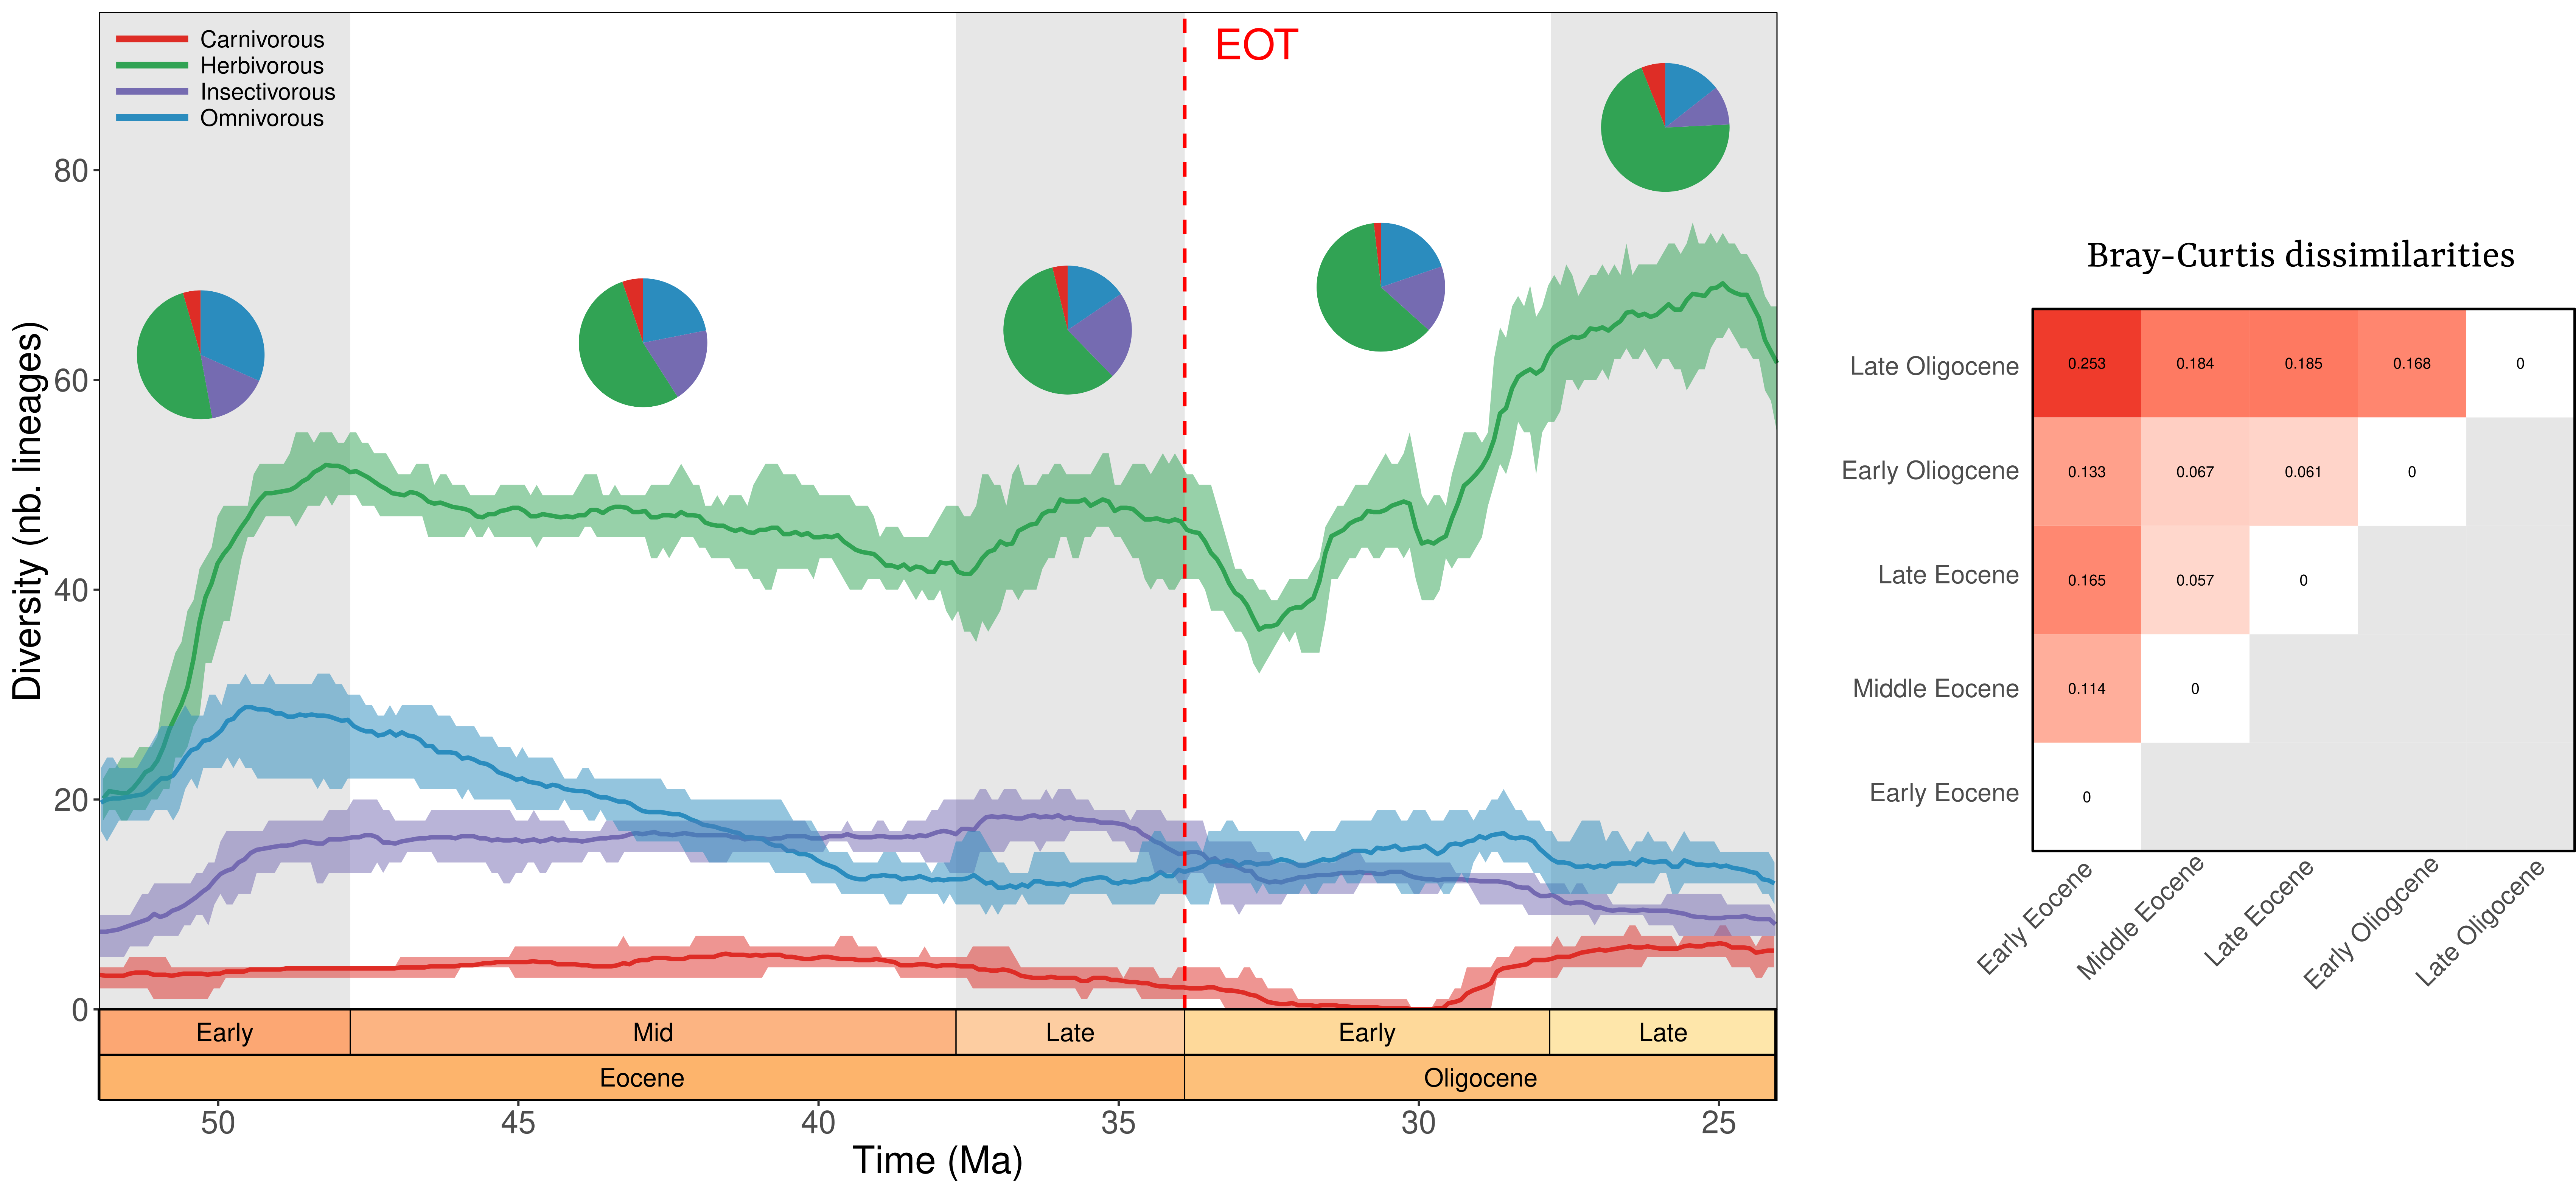 Carnivorous
Herbivorous
Insectivorous
Omnivorous
EOT
Diversity (nb. lineages)
80
60
40
20
0
Early Mid Late Early Late
Eocene Oligocene
50 45 40 35 30 25
Time (Ma)
Bray-Curtis dissimilarities
Late Oligocene 0.253 0.184 0.185 0.168 0
Early Oliogcene 0.133 0.067 0.061 0
Late Eocene 0.165 0.057 0
Middle Eocene 0.114 0
Early Eocene 0
Early Eocene
Middle Eocene
Late Eocene
Early Oliogcene
Late Oligocene